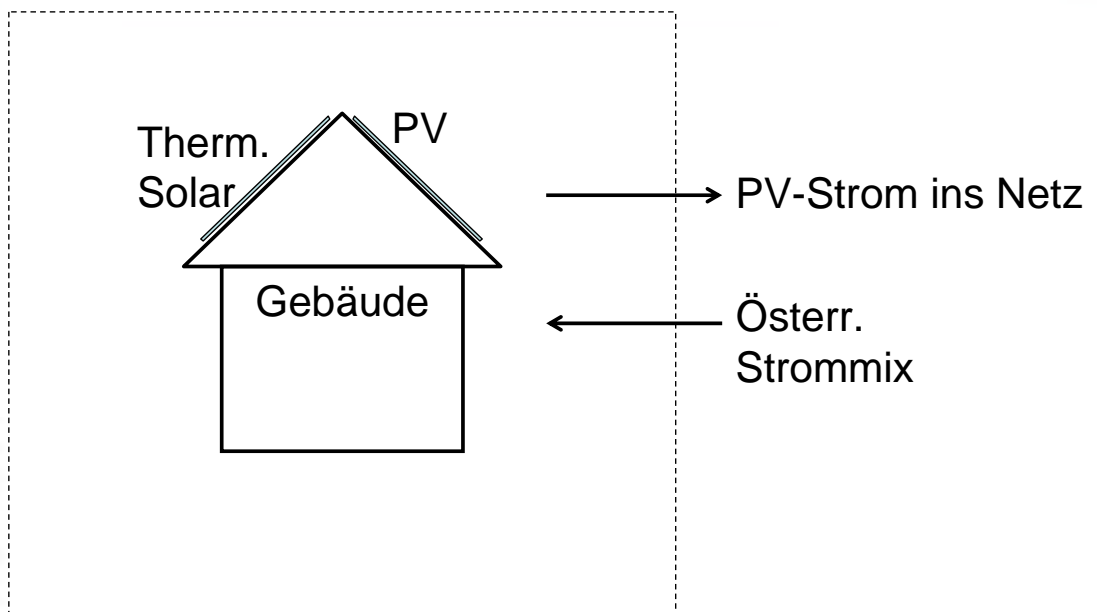 Therm.
Solar
PV
Gebäude
PV-Strom ins Netz
Österr.
Strommix